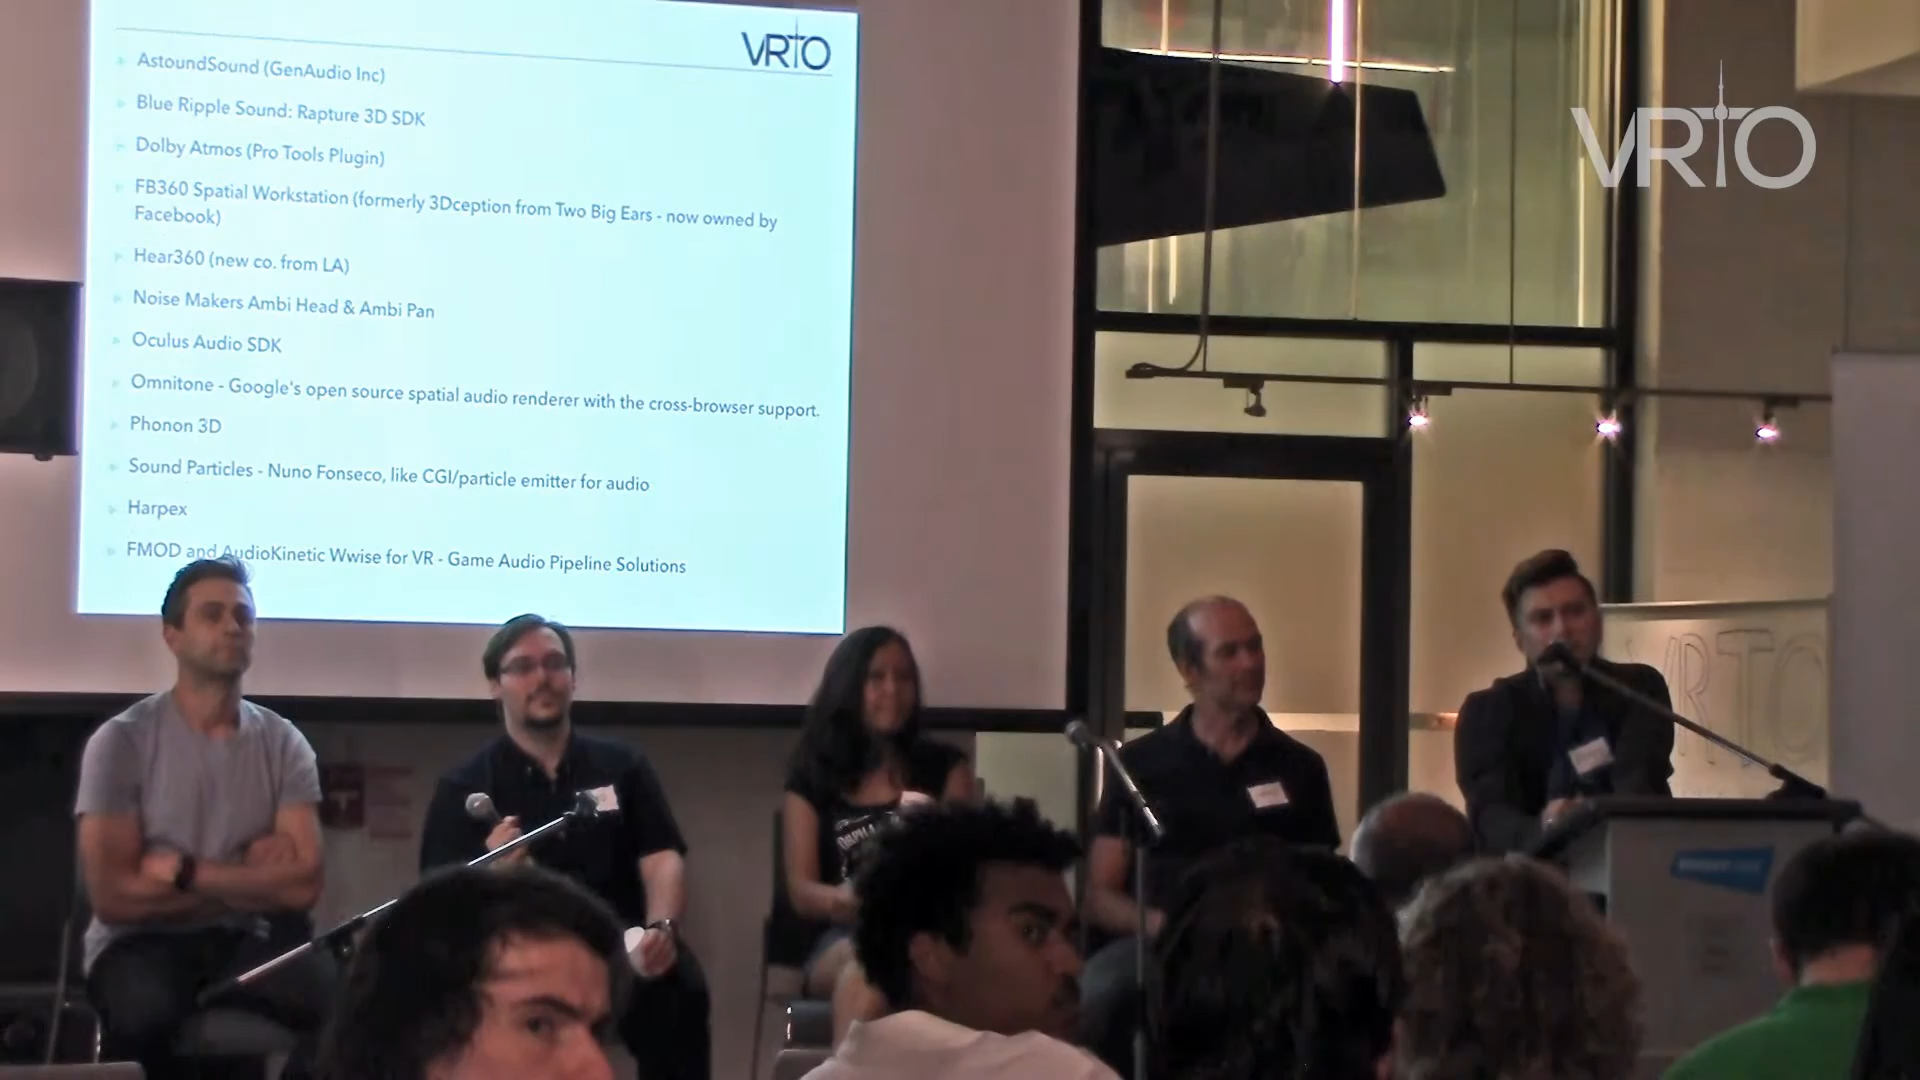 VRTO
AstoundSound (GenAudio Inc)
Blue Ripple Sound: Rapture 3D SDK
Dolby Atmos (Pro Tools Plugin)
FB360 Spatial Workstation (formerly 3Dception from Two Big Ears - now owned by
Facebook)
Hear360 (new co. from LA)
Noise Makers Ambi Head & Ambi Pan
Oculus Audio SDK
Omnitone - Google's open source spatial audio renderer with the cross-browser support.
Phonon 3D
Sound Particles - Nuno Fonseco, like CGI/particle emitter for audio
Harpex
FMOD and AudioKinetic Wwise for VR - Game Audio Pipeline Solutions
VRTO
VRTO